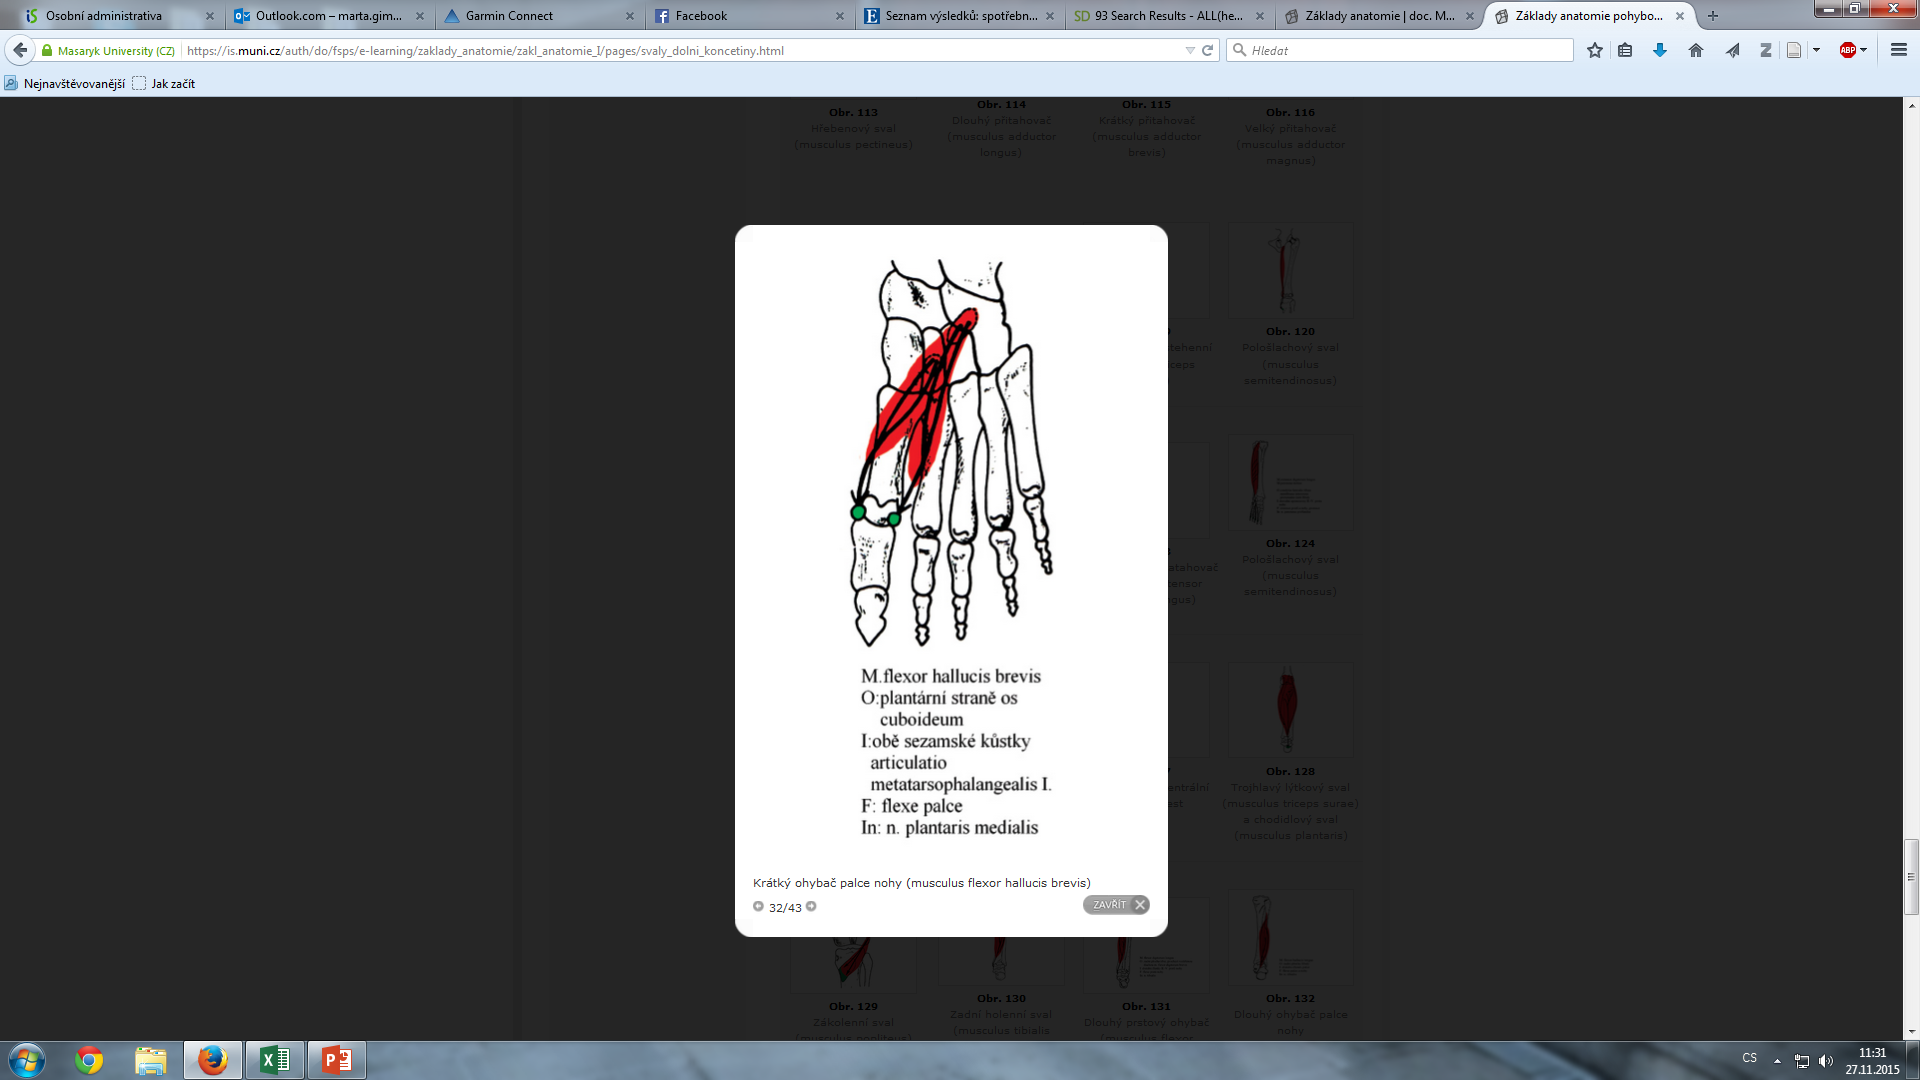 Osobní administrativa
Outlook.com – marta.gim...
Garmin Connect
Facebook
Seznam výsledků: spotřebn...
SD 93 Search Results - ALL(he...
Základy anatomie | doc. M...
Základy anatomie pohybo...
Masaryk University (CZ)
https://is.muni.cz/auth/do/fsps/e-learning/zaklady_anatomie/zakl_anatomie_I/pages/svaly_dolni_koncetiny.html
Hledat
ABP
Nejnavštěvovanější
Jak začít
Obr. 113
Hřebenový sval
(musculus pectineus)
Obr. 114
Dlouhý přitahovač
(musculus adductor
longus)
Obr. 115
Krátký přitahovač
(musculus adductor
brevis)
Obr. 116
Velký přitahovač
(musculus adductor
magnus)
Obr. 120
Pološlachový sval
(musculus
semitendinosus)
Obr. 124
Pološlachový sval
(musculus
semitendinosus)
Obr. 128
Trojhlavý lýtkový sval
(musculus triceps surae)
a chodidlový sval
(musculus plantaris)
M.flexor hallucis brevis
O:plantární straně os
cuboideum
I:obě sezamské kůstky
articulatio
metatarsophalangealis I.
F: flexe palce
In: n. plantaris medialis
Krátký ohybač palce nohy (musculus flexor hallucis brevis)
32/43
ZAVŘÍT
Obr. 129
Zákolenní sval
(musculus popliteus)
Obr. 130
Zadní holenní sval
(musculus tibialis
Obr. 131
Dlouhý prstový ohybač
(musculus flexor
Obr. 132
Dlouhý ohybač palce
nohy
CS
11:31
27.11.2015